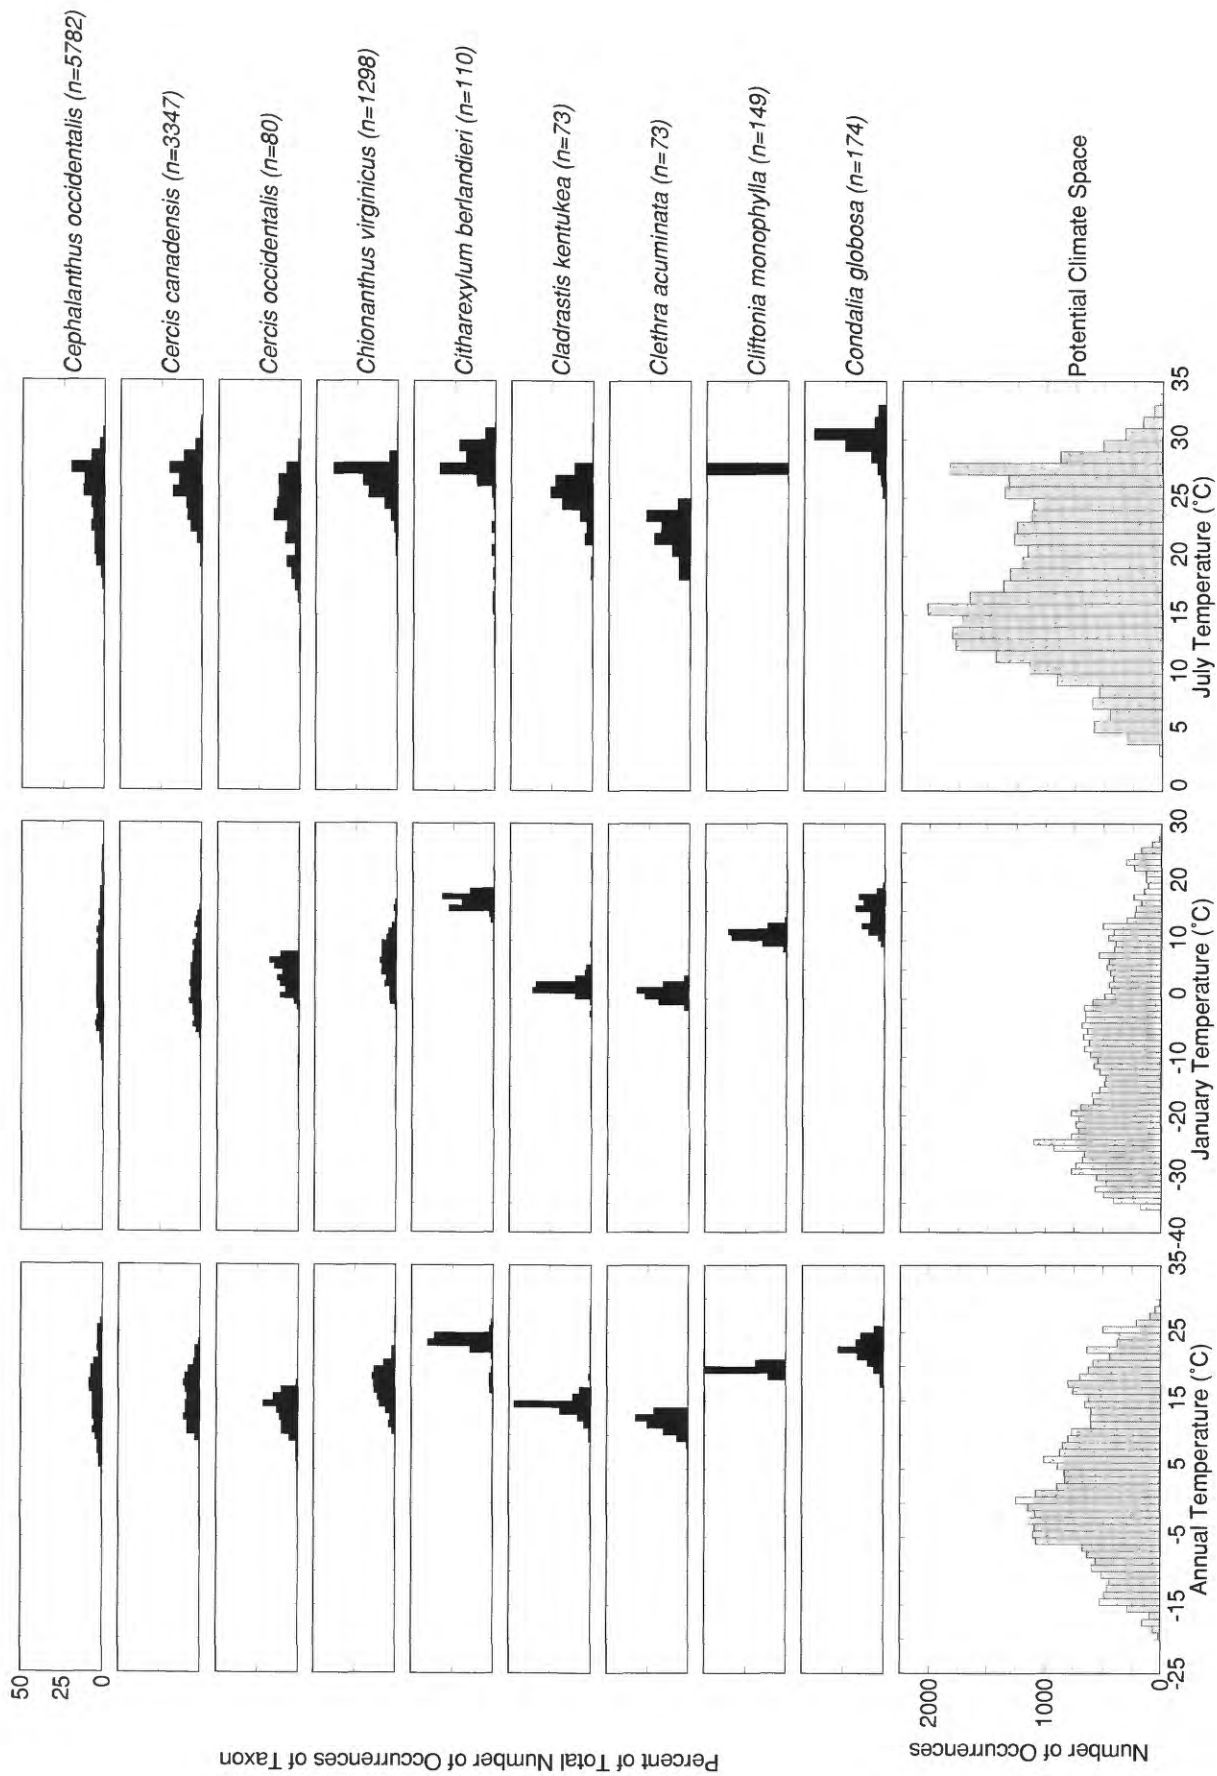 Percent of Total Number of Occurrences of Taxon
50
25
0
Cephalanthus occidentalis (n=5782)
Cercis canadensis (n=3347)
Cercis occidentalis (n=80)
Chionanthus virginicus (n=1298)
Citharexylum berlandieri (n=110)
Cladrastis kentukea (n=73)
Clethra acuminata (n=73)
Cliftonia monophylla (n=149)
Condalia globosa (n=174)
Potential Climate Space
Number of Occurrences
2000
1000
0
-25 -15 -5 5 15 25 35
Annual Temperature (°C)
-40 -30 -20 -10 0 10 20 30
January Temperature (°C)
0 5 10 15 20 25 30 35
July Temperature (°C)